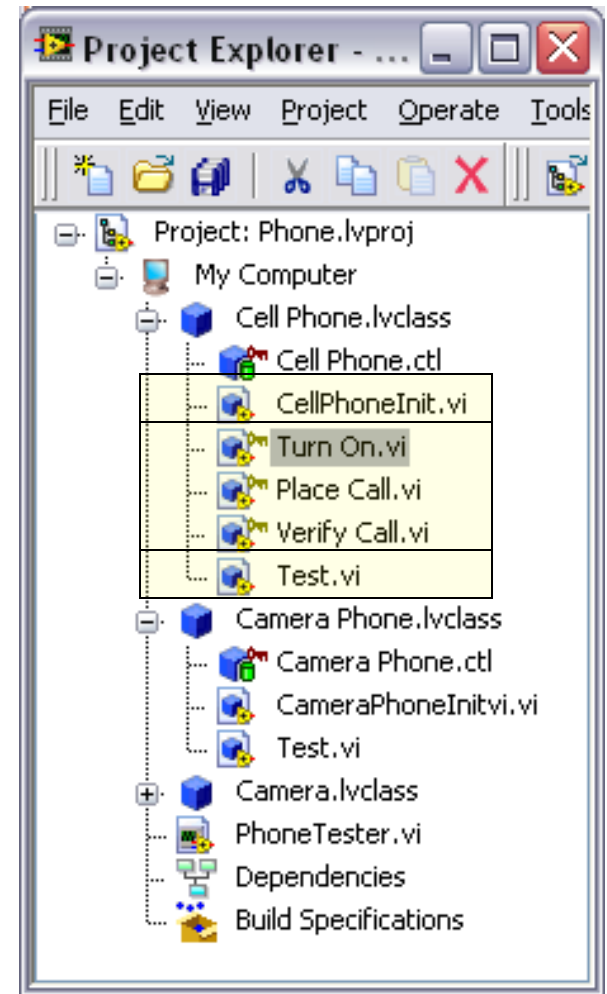 Project Explorer - ...
File Edit View Project Operate Tools
Project: Phone.lvproj
My Computer
Cell Phone.lvclass
Cell Phone.ctl
CellPhoneInit.vi
Turn On.vi
Place Call.vi
Verify Call.vi
Test.vi
Camera Phone.lvclass
Camera Phone.ctl
CameraPhoneInitvi.vi
Test.vi
Camera.lvclass
PhoneTester.vi
Dependencies
Build Specifications